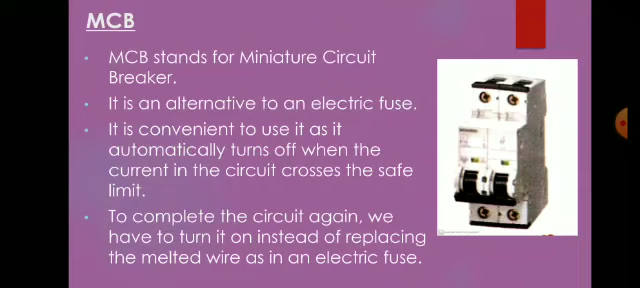 MCB
• MCB stands for Miniature Circuit
Breaker.
• It is an alternative to an electric fuse.
• It is convenient to use it as it
automatically turns off when the
current in the circuit crosses the safe
limit.
• To complete the circuit again, we
have to turn it on instead of replacing
the melted wire as in an electric fuse.